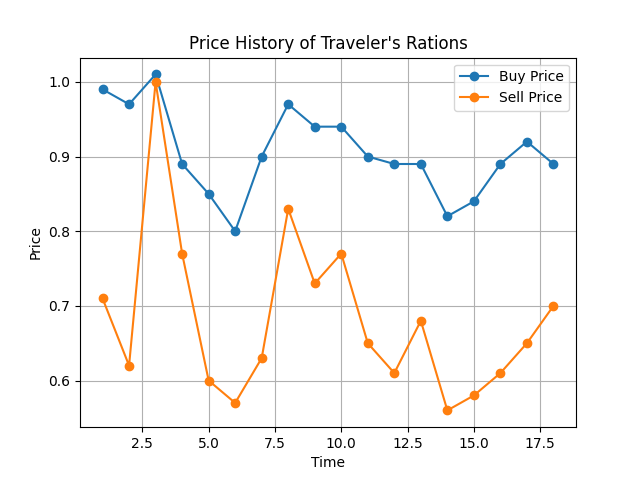 Price History of Traveler's Rations
Buy Price
Sell Price
1.0
0.9
0.8
0.7
0.6
Price
2.5 5.0 7.5 10.0 12.5 15.0 17.5
Time